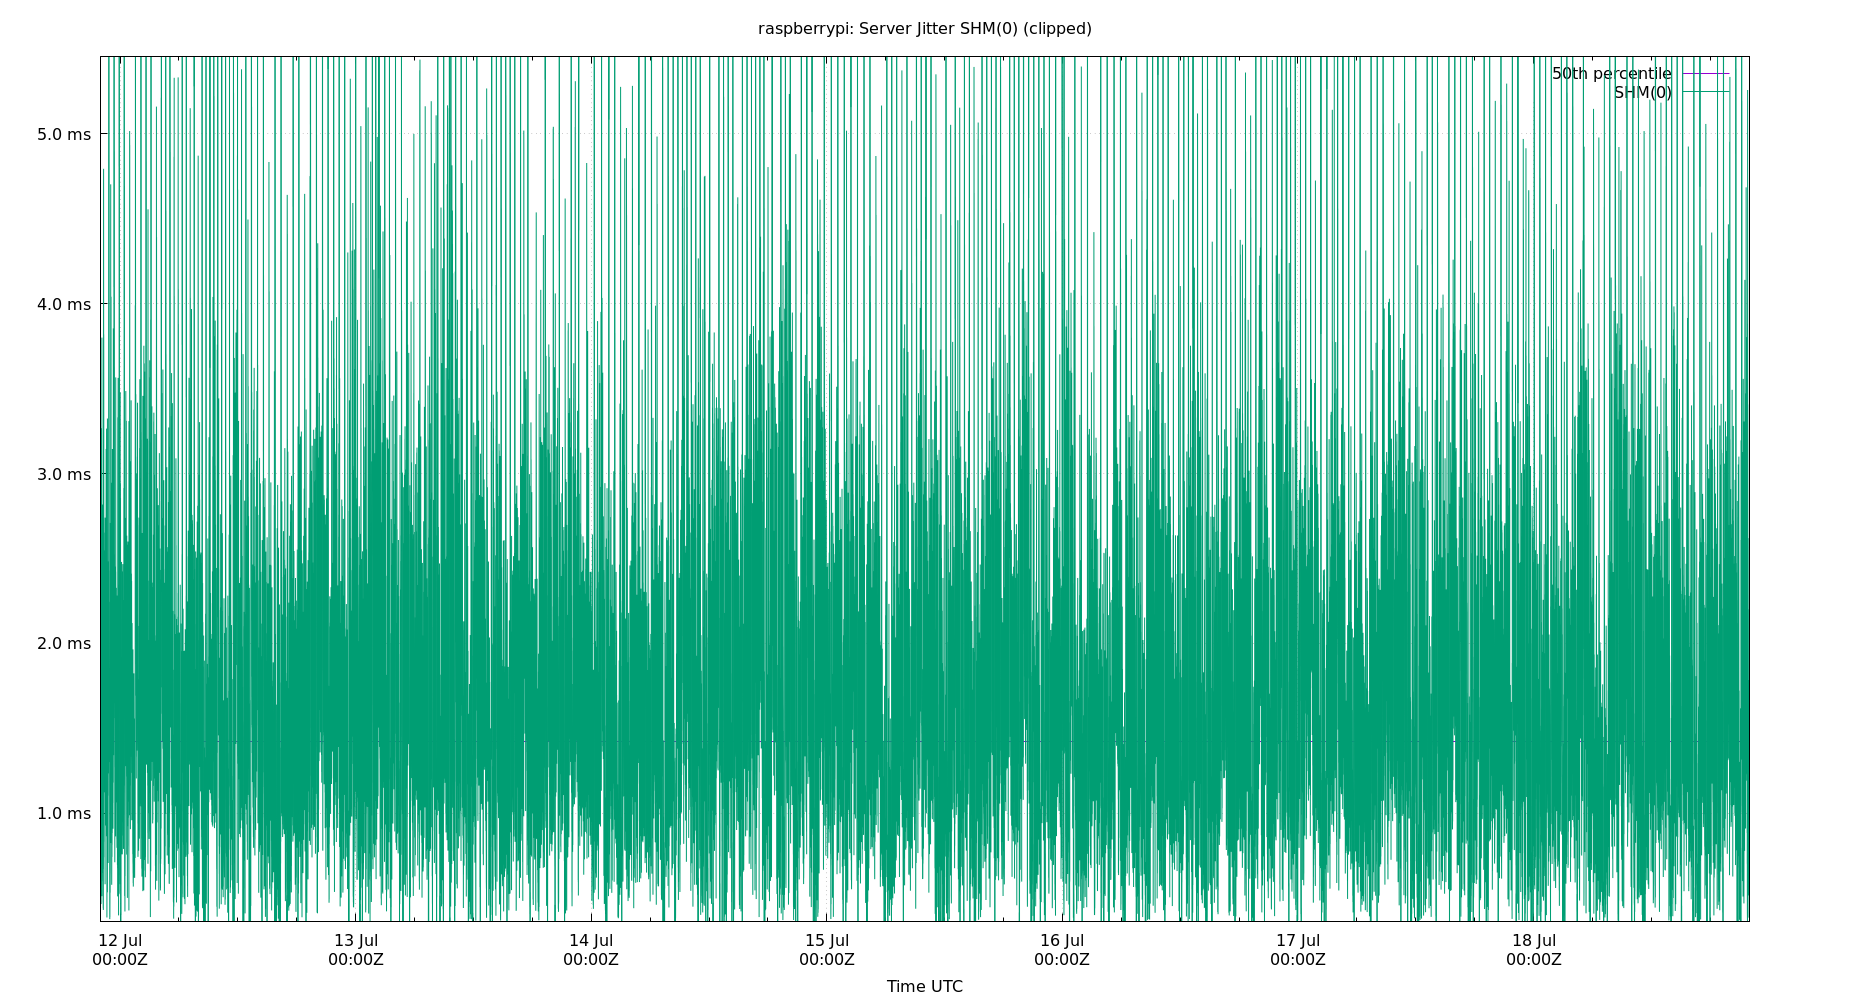 raspberrypi: Server Jitter SHM(0) (clipped)
50th percentile
SHM(0)
5.0 ms
4.0 ms
3.0 ms
2.0 ms
1.0 ms
12 Jul 13 Jul 14 Jul 15 Jul 16 Jul 17 Jul 18 Jul
00:00Z 00:00Z 00:00Z 00:00Z 00:00Z 00:00Z 00:00Z
Time UTC